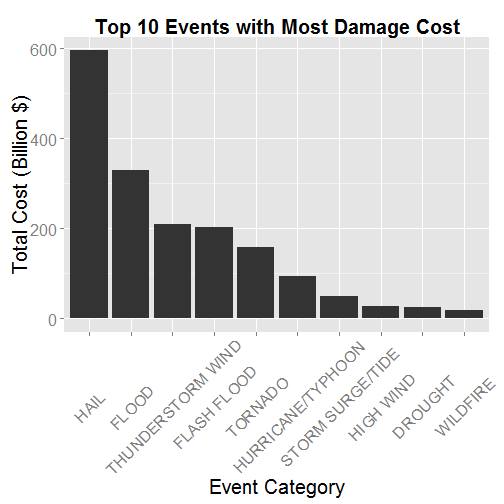 Top 10 Events with Most Damage Cost
Total Cost (Billion $)
600
400
200
0
HAIL
FLOOD
THUNDERSTORM WIND
FLASH FLOOD
TORNADO
HURRICANE/TYPHOON
STORM SURGE/TIDE
HIGH WIND
DROUGHT
WILDFIRE
Event Category